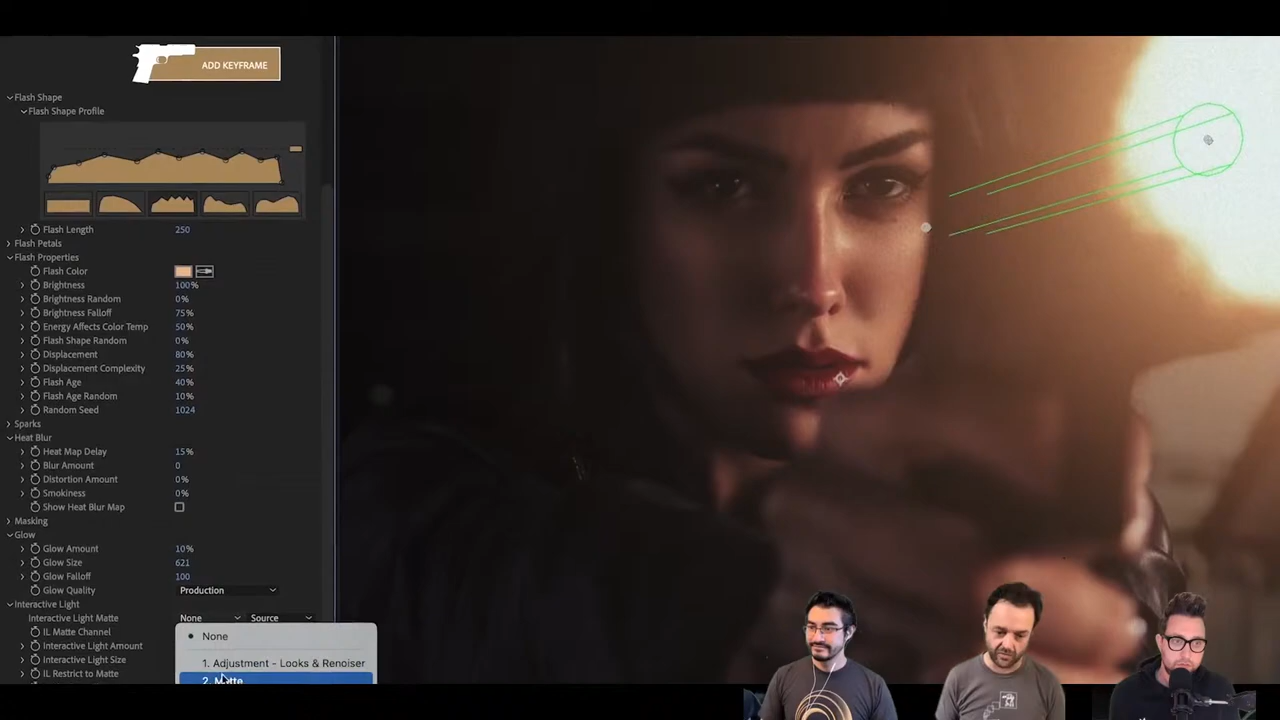 ADD KEYFRAME
Flash Shape
Flash Shape Profile
Flash Length 250
Flash Petals
Flash Properties
Flash Color
Brightness 100%
Brightness Random 0%
Brightness Falloff 75%
Energy Affects Color Temp 50%
Flash Shape Random 0%
Displacement 80%
Displacement Complexity 25%
Flash Age 40%
Flash Age Random 10%
Random Seed 1024
Sparks
Heat Blur
Heat Map Delay 15%
Blur Amount 0
Distortion Amount 0%
Smokiness 0%
Show Heat Blur Map
Masking
Glow
Glow Amount 10%
Glow Size 621
Glow Falloff 100
Glow Quality Production
Interactive Light
Interactive Light Matte None Source
IL Matte Channel
Interactive Light Amount
Interactive Light Size
IL Restrict to Matte
None
1. Adjustment - Looks & Renoiser
2. Matte